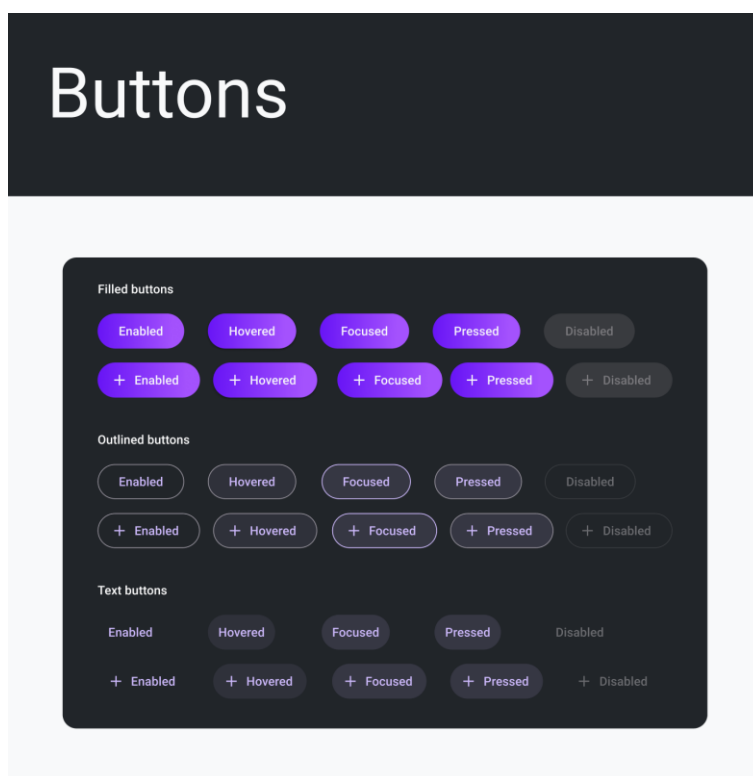 Buttons
Filled buttons
Enabled Hovered Focused Pressed Disabled
+ Enabled + Hovered + Focused + Pressed + Disabled
Outlined buttons
Enabled Hovered Focused Pressed Disabled
+ Enabled + Hovered + Focused + Pressed + Disabled
Text buttons
Enabled Hovered Focused Pressed Disabled
+ Enabled + Hovered + Focused + Pressed + Disabled